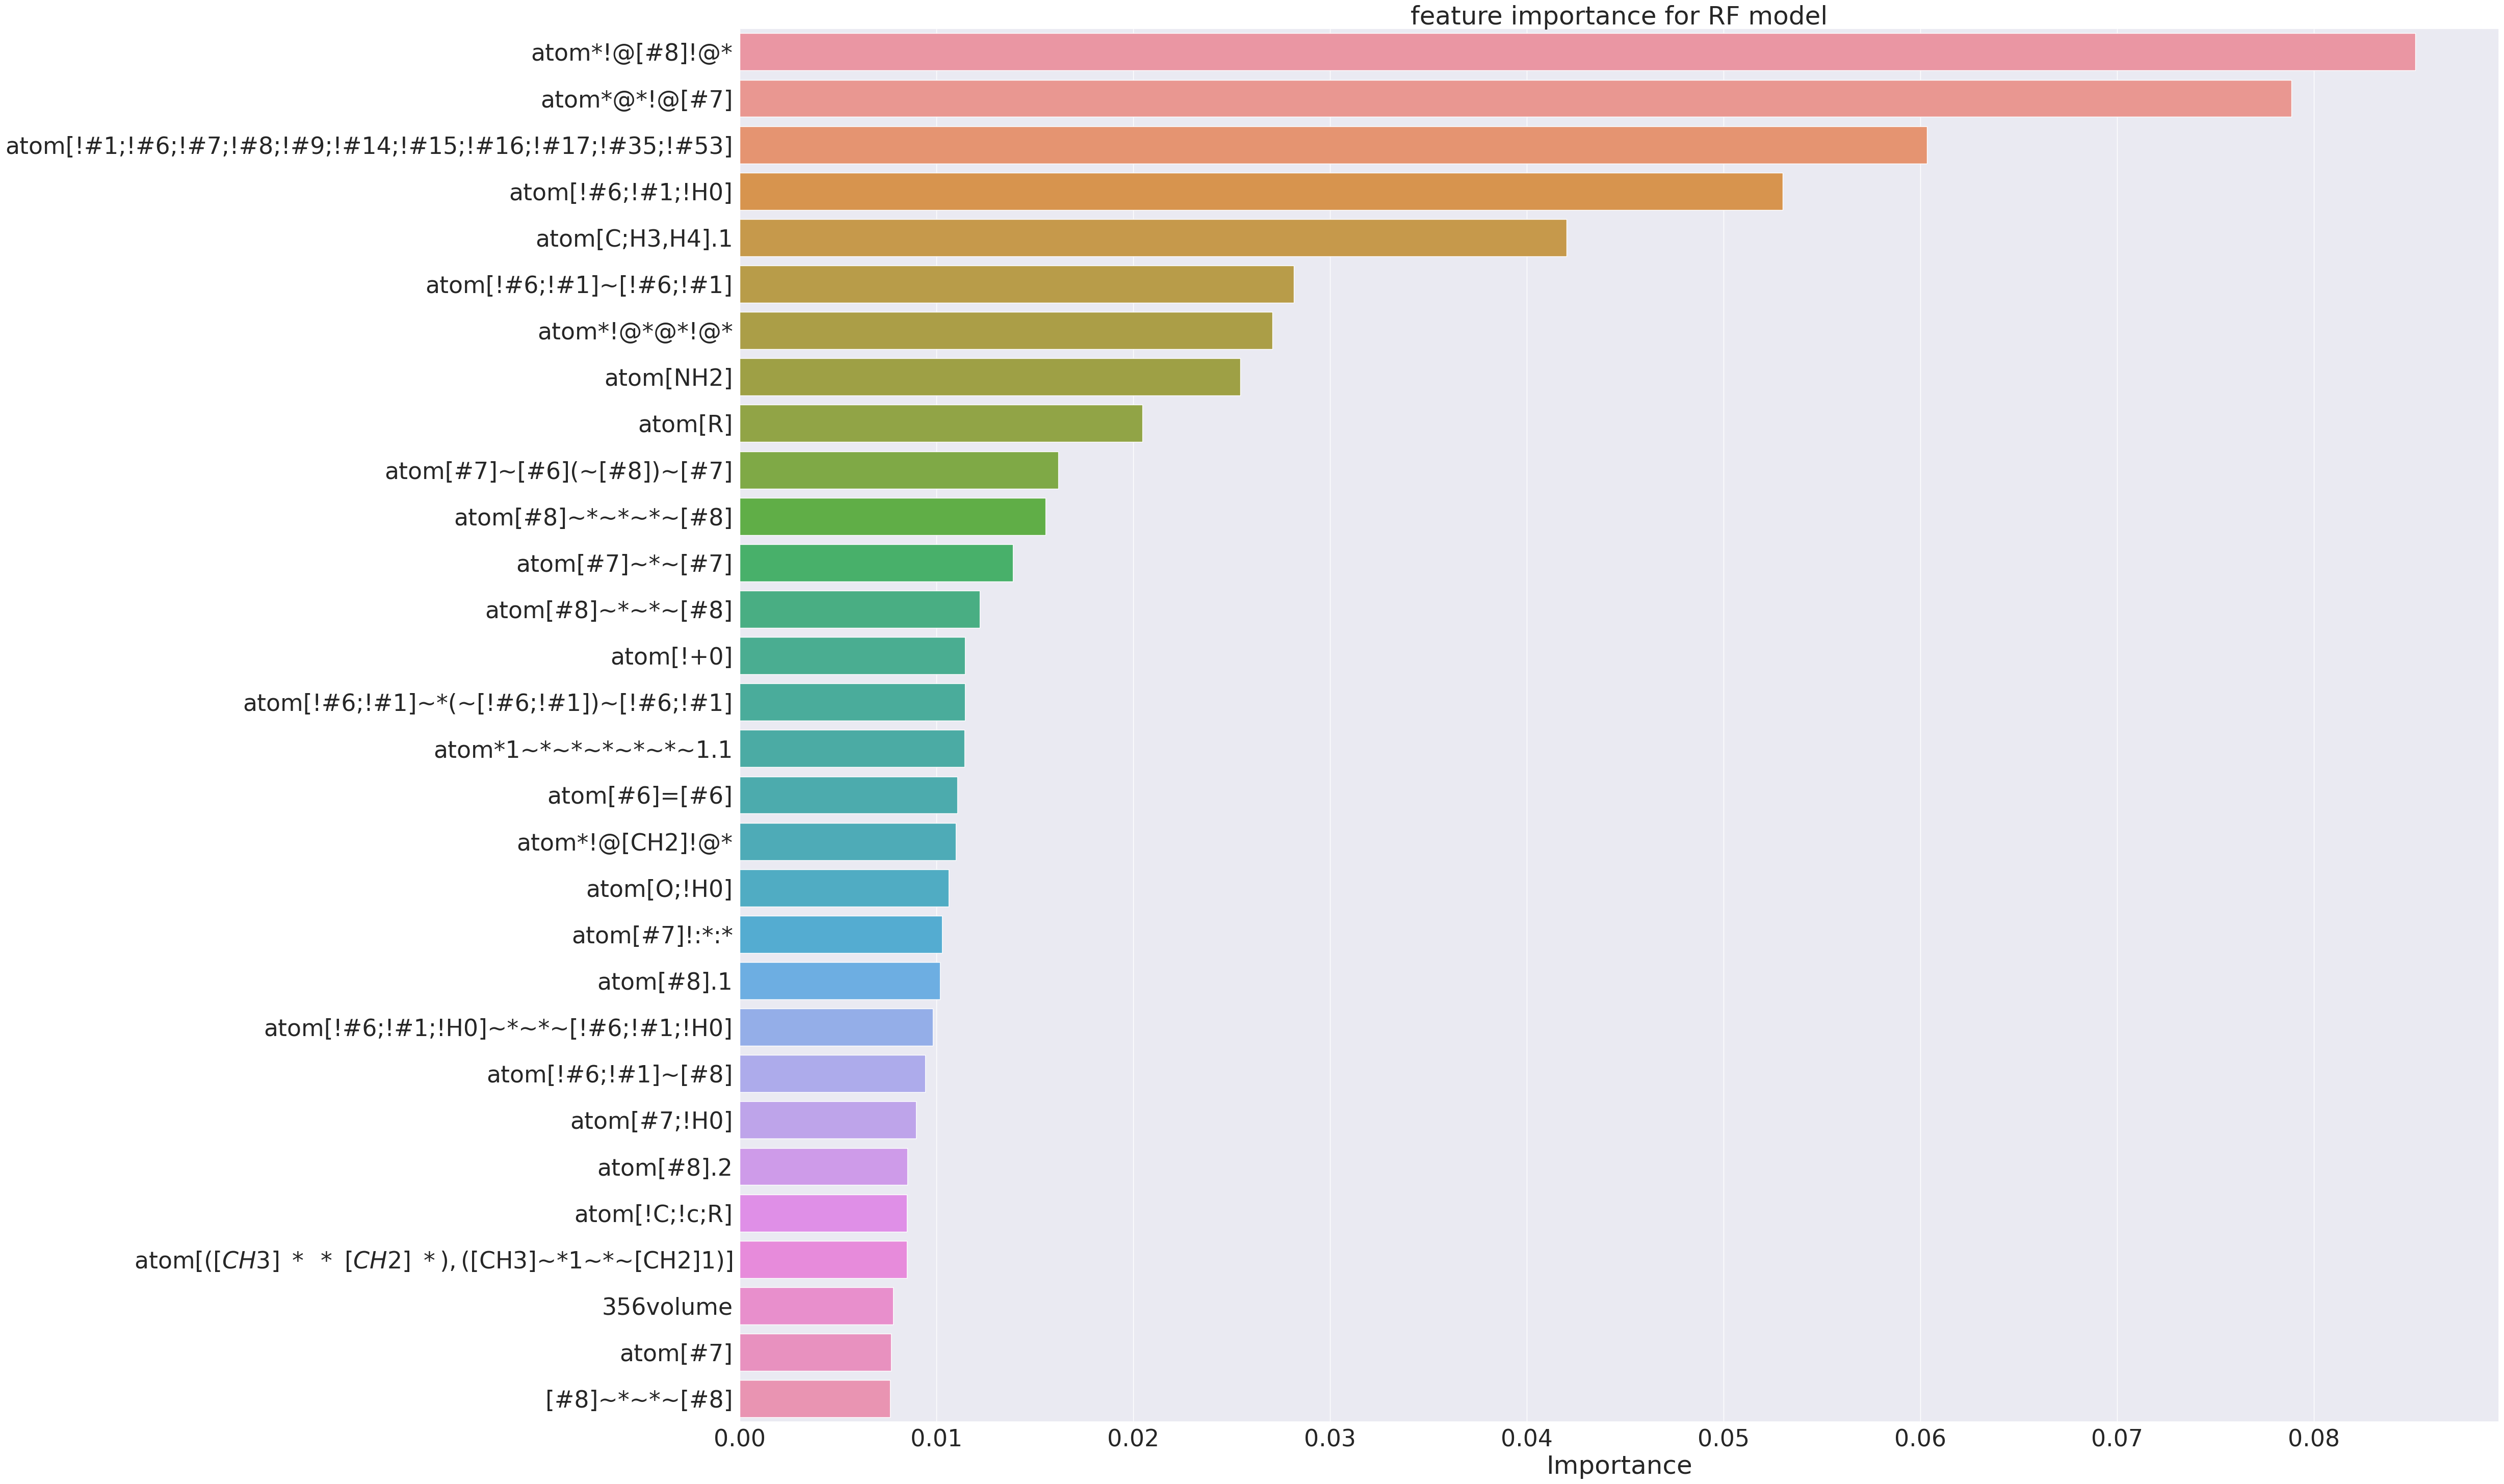 feature importance for RF model
atom*!@[#8]!@*
atom*@*!@[#7]
atom[!#1;!#6;!#7;!#8;!#9;!#14;!#15;!#16;!#17;!#35;!#53]
atom[!#6;!#1;!H0]
atom[C;H3,H4].1
atom[!#6;!#1]~[!#6;!#1]
atom*!@*@*!@*
atom[NH2]
atom[R]
atom[#7]~[#6](~[#8])~[#7]
atom[#8]~*~*~*~[#8]
atom[#7]~*~[#7]
atom[#8]~*~*~[#8]
atom[!+0]
atom[!#6;!#1]~*(~[!#6;!#1])~[!#6;!#1]
atom*1~*~*~*~*~*~1.1
atom[#6]=[#6]
atom*!@[CH2]!@*
atom[O;!H0]
atom[#7]!:*:*
atom[#8].1
atom[!#6;!#1;!H0]~*~*~[!#6;!#1;!H0]
atom[!#6;!#1]~[#8]
atom[#7;!H0]
atom[#8].2
atom[!C;!c;R]
atom[([CH3] * * [CH2] *),([CH3]~*1~*~[CH2]1)]
356volume
atom[#7]
[#8]~*~*~[#8]
0.00 0.01 0.02 0.03 0.04 0.05 0.06 0.07 0.08
Importance